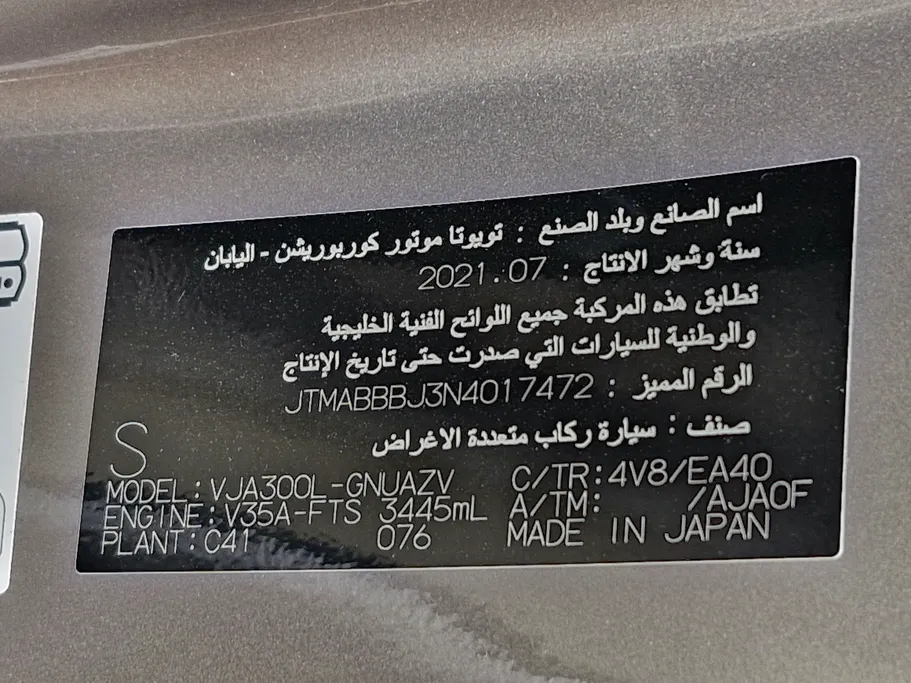 اسم الصانع وبلد الصنع : تويوتا موتور كوربوريشن - اليابان
سنة وشهر الانتاج : 2021.07
تطابق هذه المركبة جميع اللوائح الفنية الخليجية
والوطنية للسيارات التي صدرت حتى تاريخ الإنتاج
الرقم المميز : JTMABBBJ3N4017472
صنف : سيارة ركاب متعددة الاغراض
S
MODEL:VJA300L-GNUAZV C/TR:4V8/EA40
ENGINE:V35A-FTS 3445mL A/TM: /AJA0F
PLANT:C41 076 MADE IN JAPAN